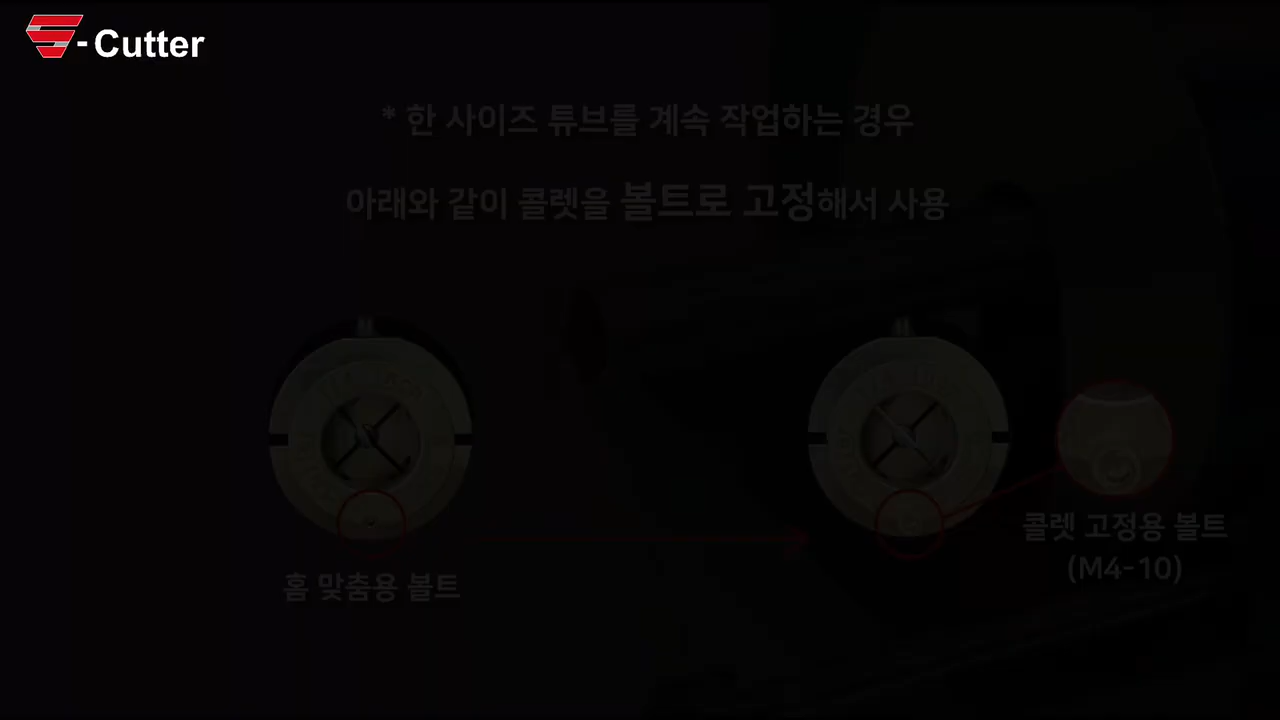 S-Cutter
* 한 사이즈 튜브를 계속 작업하는 경우
아래와 같이 콜렛을 볼트로 고정해서 사용
홈 맞춤용 볼트
콜렛 고정용 볼트
(M4-10)